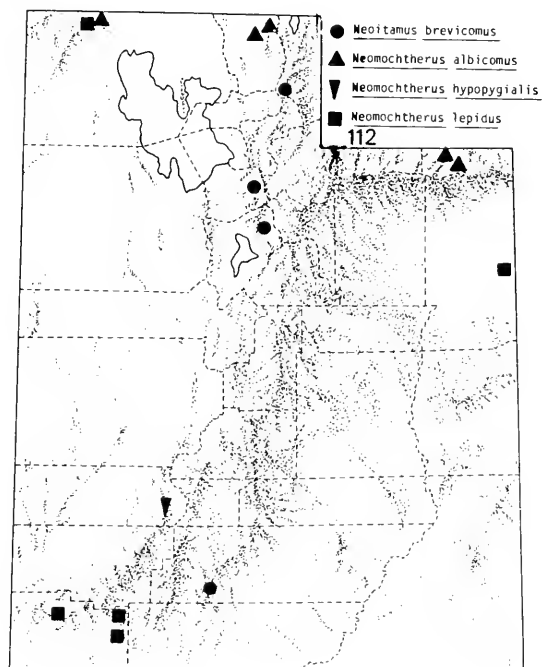 Neoitamus brevicomus
Neomochtherus albicomus
Neomochtherus hypopygialis
Neomochtherus lepidus
112